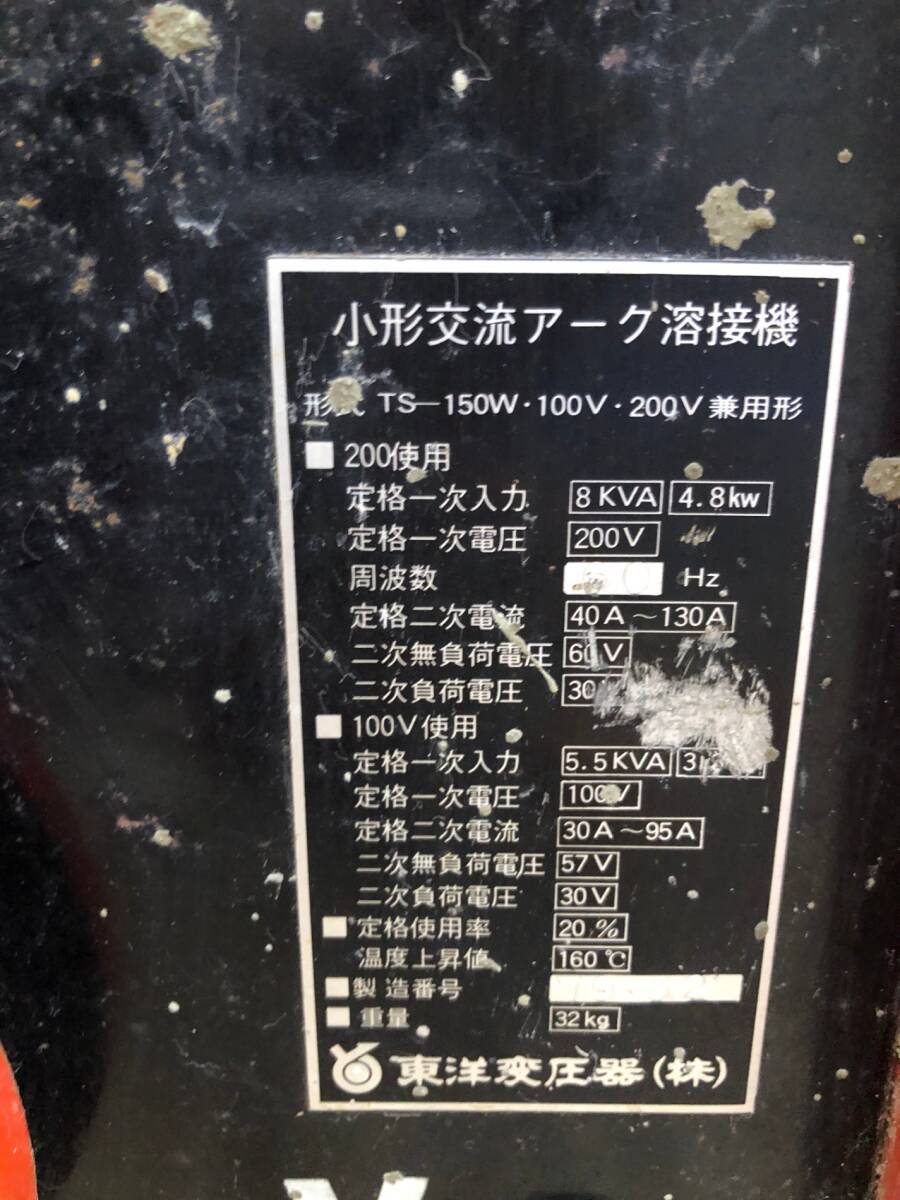 小形交流アーク溶接機
形式 TS-150W・100V・200V兼用形
200使用
定格一次入力 8KVA 4.8kw
定格一次電圧 200V
周波数 Hz
定格二次電流 40A～130A
二次無負荷電圧 60V
二次負荷電圧 30
100V使用
定格一次入力 5.5KVA
定格一次電圧 100V
定格二次電流 30A～95A
二次無負荷電圧 57V
二次負荷電圧 30V
定格使用率 20%
温度上昇値 160℃
製造番号
重量 32kg
東洋変圧器(株)